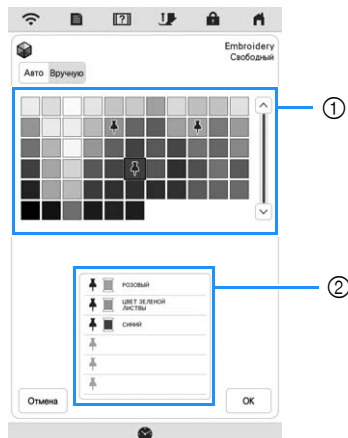 Embroidery
Свободный
Авто Вручную
①
РОЗОВЫЙ
②
ЦВЕТ ЗЕЛЕНОЙ
ЛИСТВЫ
СИНИЙ
Отмена
OK